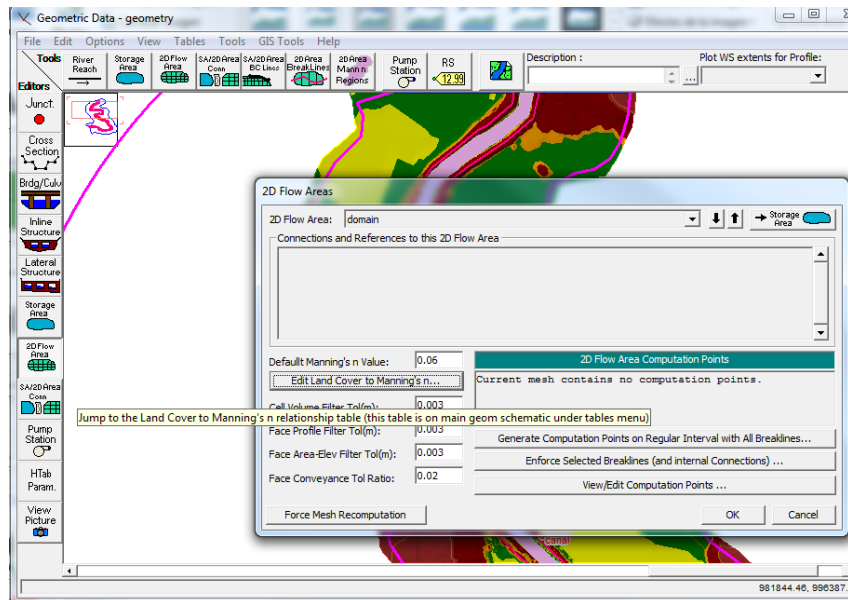 Geometric Data - geometry
File Edit Options View Tables Tools GIS Tools Help
Tools
Editors
River
Reach
Storage
Area
2D Flow
Area
SA/2D Area
Conn
SA/2D Area
BC Lines
2D Area
BreakLines
2D Area
Mann n
Regions
Pump
Station
RS
12.99
Description :
...
Plot WS extents for Profile:
Junct.
Cross
Section
Brdg/Culv
Inline
Structure
Lateral
Structure
Storage
Area
2D Flow
Area
SA/2D Area
Conn
Pump
Station
HTab
Param.
View
Picture
2D Flow Areas
2D Flow Area: domain
Storage
Area
Connections and References to this 2D Flow Area
Defaullt Manning's n Value: 0.06
Edit Land Cover to Manning's n...
Cell Volume Filter Tol(m): 0.003
Jump to the Land Cover to Manning's n relationship table (this table is on main geom schematic under tables menu)
Face Profile Filter Tol(m): 0.003
Face Area-Elev Filter Tol(m): 0.003
Face Conveyance Tol Ratio: 0.02
2D Flow Area Computation Points
Current mesh contains no computation points.
Generate Computation Points on Regular Interval with All Breaklines...
Enforce Selected Breaklines (and internal Connections) ...
View/Edit Computation Points ...
Force Mesh Recomputation
OK
Cancel
canal
981844.46, 996387.